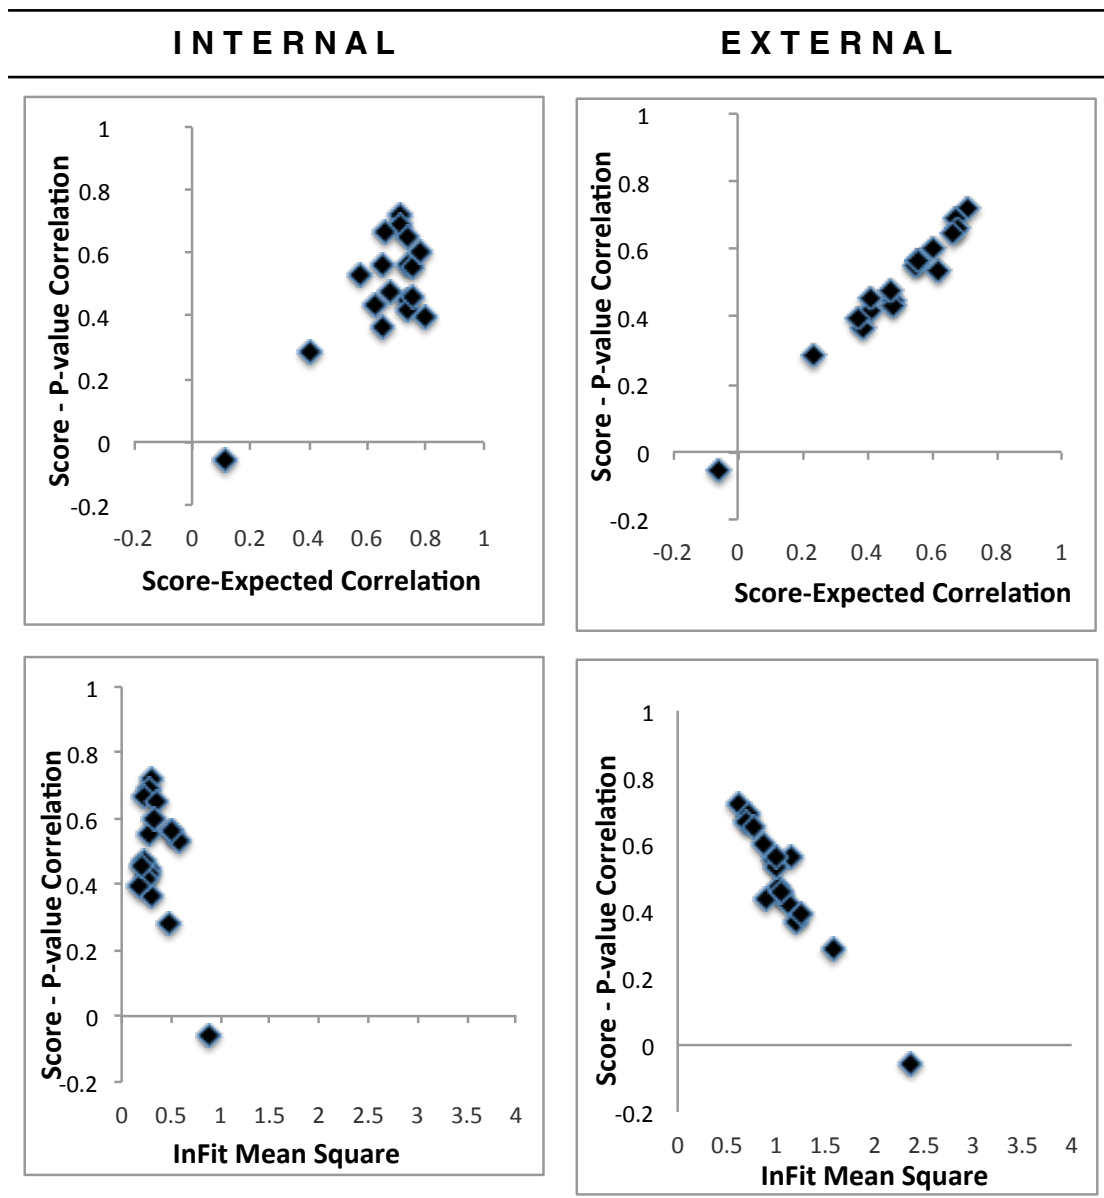 INTERNAL
EXTERNAL
Score - P-value Correlation
1
0.8
0.6
0.4
0.2
0
-0.2
-0.2 0 0.2 0.4 0.6 0.8 1
Score-Expected Correlation
Score - P-value Correlation
1
0.8
0.6
0.4
0.2
0
-0.2
-0.2 0 0.2 0.4 0.6 0.8 1
Score-Expected Correlation
Score - P-value Correlation
1
0.8
0.6
0.4
0.2
0
-0.2
0 0.5 1 1.5 2 2.5 3 3.5 4
InFit Mean Square
Score - P-value Correlation
1
0.8
0.6
0.4
0.2
0
-0.2
0 0.5 1 1.5 2 2.5 3 3.5 4
InFit Mean Square